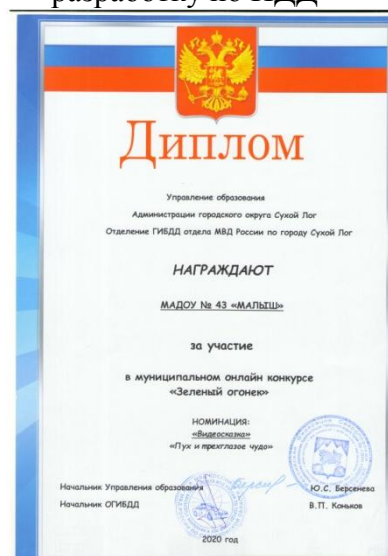 разработку по ПДД
Диплом
Управление образования
Администрации городского округа Сухой Лог
Отделение ГИБДД отдела МВД России по городу Сухой Лог
НАГРАЖДАЮТ
МАДОУ № 43 «МАЛЫШ»
за участие
в муниципальном онлайн конкурсе
«Зеленый огонек»
НОМИНАЦИЯ:
«Видеосказка»
«Пух и трехглазое чудо»
Начальник Управления образования Ю.С. Берсенева
Начальник ОГИБДД В.П. Коньков
2020 год